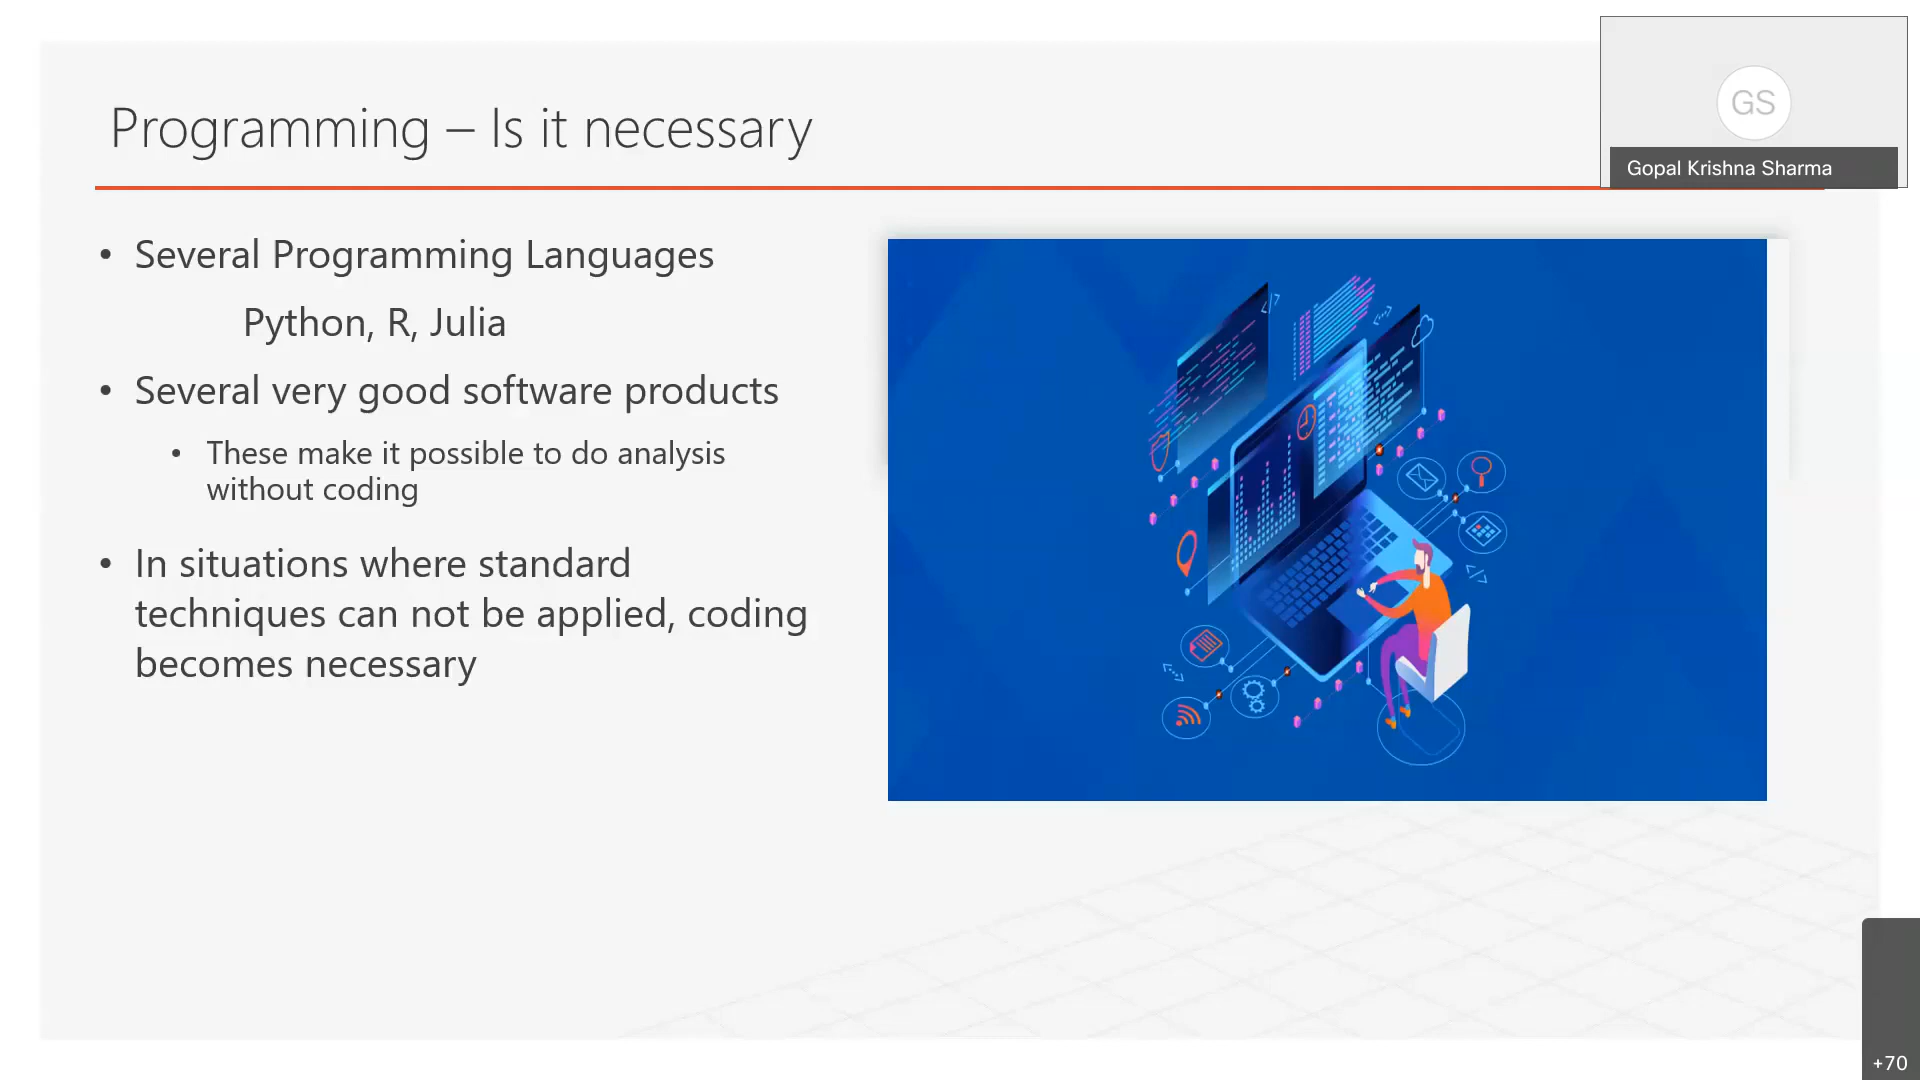 Programming – Is it necessary
GS
Gopal Krishna Sharma
• Several Programming Languages
Python, R, Julia
• Several very good software products
• These make it possible to do analysis
without coding
• In situations where standard
techniques can not be applied, coding
becomes necessary
+70